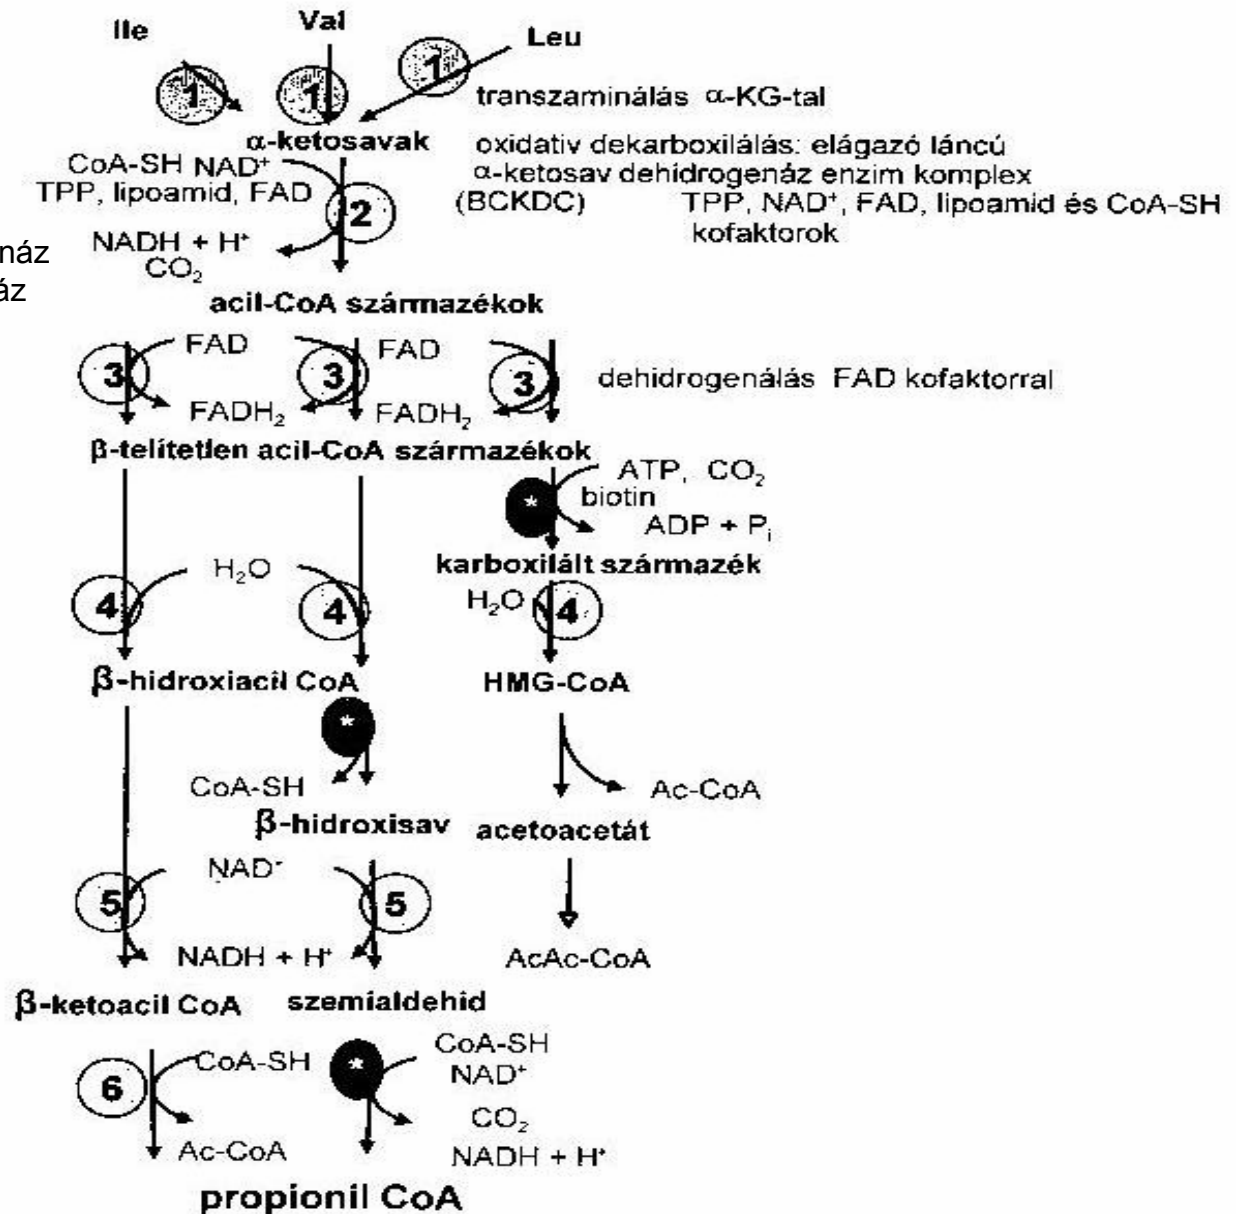 Ile
Val
Leu
1
1
1
transzaminálás α-KG-tal
α-ketosavak
oxidativ dekarboxilálás: elágazó láncú
α-ketosav dehidrogenáz enzim komplex
(BCKDC) TPP, NAD⁺, FAD, lipoamid és CoA-SH
kofaktorok
CoA-SH NAD⁺
TPP, lipoamid, FAD
2
NADH + H⁺
CO₂
náz
áz
acil-CoA származékok
3 FAD 3 FAD 3
FADH₂ FADH₂
dehidrogenálás FAD kofaktorral
β-telítetlen acil-CoA származékok
ATP, CO₂
* biotin
ADP + Pᵢ
karboxilált származék
4 H₂O 4 H₂O 4
β-hidroxiacil CoA HMG-CoA
*
CoA-SH Ac-CoA
β-hidroxisav acetoacetát
NAD⁺
5 5
NADH + H⁺ AcAc-CoA
β-ketoacil CoA szemialdehid
6 CoA-SH * CoA-SH
NAD⁺
Ac-CoA CO₂
NADH + H⁺
propionil CoA